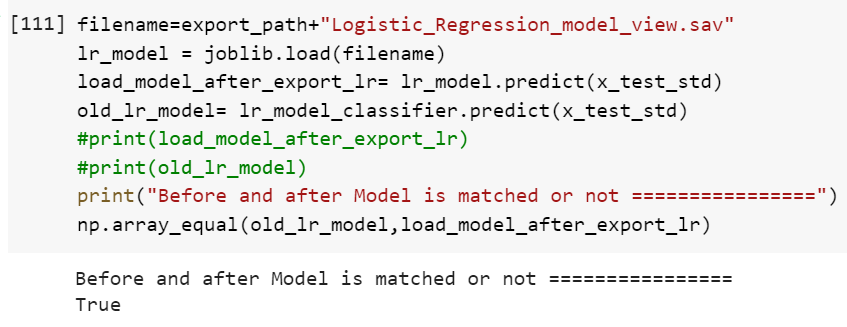 [111] filename=export_path+"Logistic_Regression_model_view.sav"
lr_model = joblib.load(filename)
load_model_after_export_lr= lr_model.predict(x_test_std)
old_lr_model= lr_model_classifier.predict(x_test_std)
#print(load_model_after_export_lr)
#print(old_lr_model)
print("Before and after Model is matched or not ================")
np.array_equal(old_lr_model,load_model_after_export_lr)
Before and after Model is matched or not ================
True